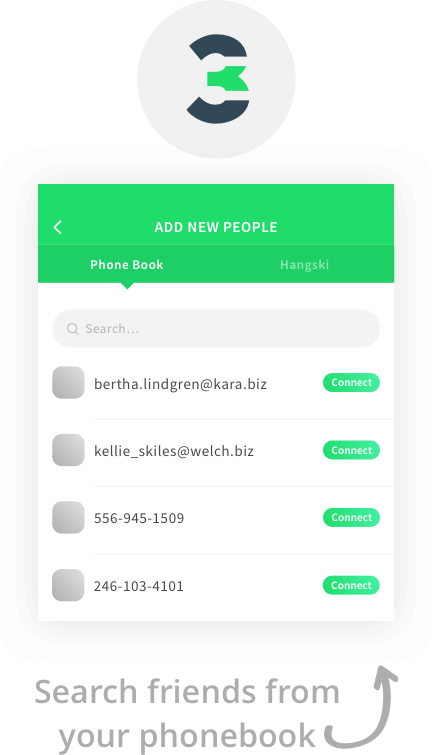 ADD NEW PEOPLE
Phone Book
Hangski
Search...
bertha.lindgren@kara.biz
Connect
kellie_skiles@welch.biz
Connect
556-945-1509
Connect
246-103-4101
Connect
Search friends from
your phonebook